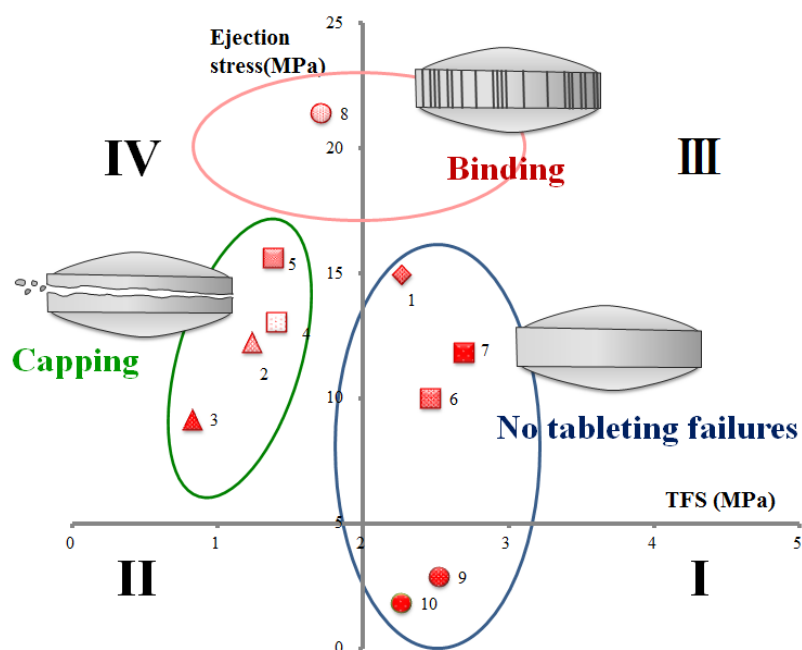 25
Ejection
stress(MPa)
8
20
IV
Binding
III
15
5
1
4
7
2
Capping
10
6
3
No tableting failures
5
TFS (MPa)
0
1
2
3
4
5
II
I
9
10
0